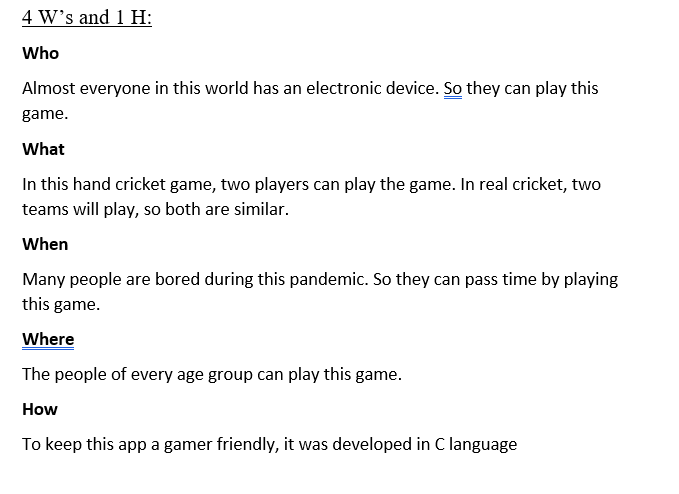 4 W’s and 1 H:
Who
Almost everyone in this world has an electronic device. So they can play this
game.
What
In this hand cricket game, two players can play the game. In real cricket, two
teams will play, so both are similar.
When
Many people are bored during this pandemic. So they can pass time by playing
this game.
Where
The people of every age group can play this game.
How
To keep this app a gamer friendly, it was developed in C language